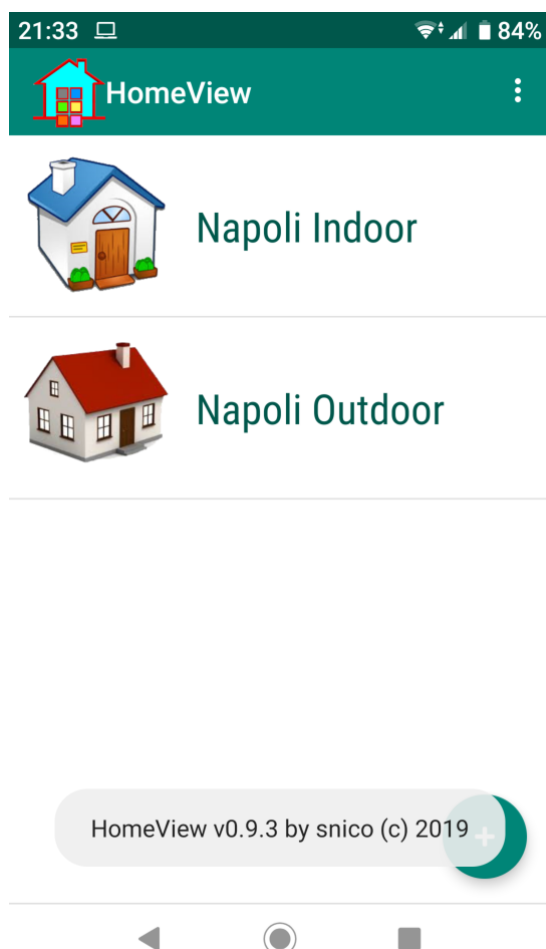 21:33 84%
HomeView
Napoli Indoor
Napoli Outdoor
HomeView v0.9.3 by snico (c) 2019
+